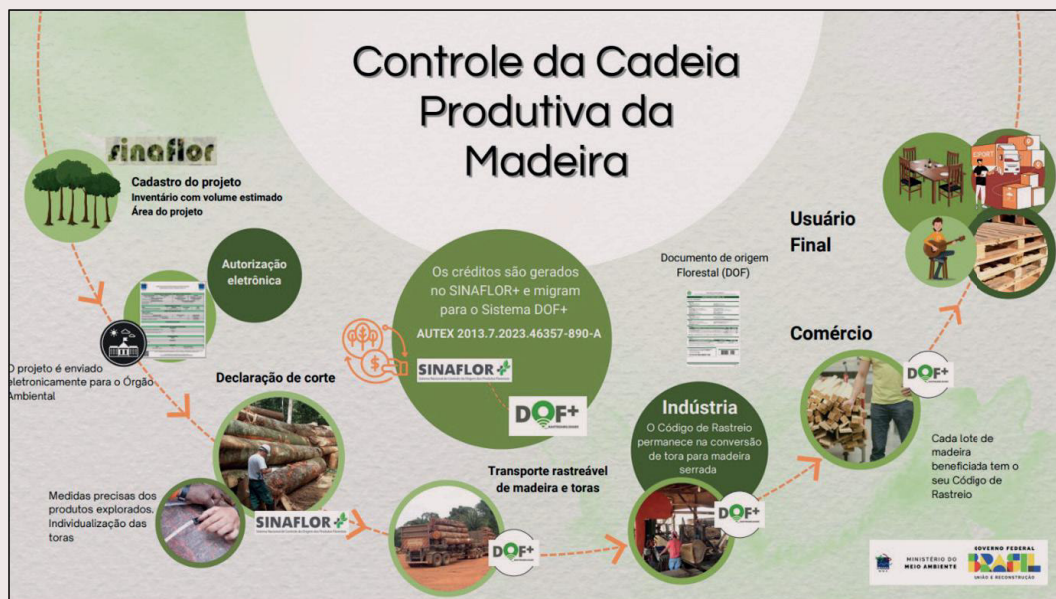 Controle da Cadeia
Produtiva da
Madeira
sinaflor
Cadastro do projeto
Inventário com volume estimado
Área do projeto
Autorização
eletrônica
O projeto é enviado
eletronicamente para o Órgão
Ambiental
Declaração de corte
Medidas precisas dos
produtos explorados.
Individualização das
toras
SINAFLOR+
Os créditos são gerados
no SINAFLOR+ e migram
para o Sistema DOF+
AUTEX 2013.7.2023.46357-890-A
SINAFLOR+
DOF+
RASTREABILIDADE
Transporte rastreável
de madeira e toras
DOF+
Documento de origem
Florestal (DOF)
Indústria
O Código de Rastreio
permanece na conversão
de tora para madeira
serrada
DOF+
Comércio
DOF+
Cada lote de
madeira
beneficiada tem o
seu Código de
Rastreio
Usuário
Final
EXPORT
MINISTÉRIO DO
MEIO AMBIENTE
GOVERNO FEDERAL
BRASIL
UNIÃO E RECONSTRUÇÃO